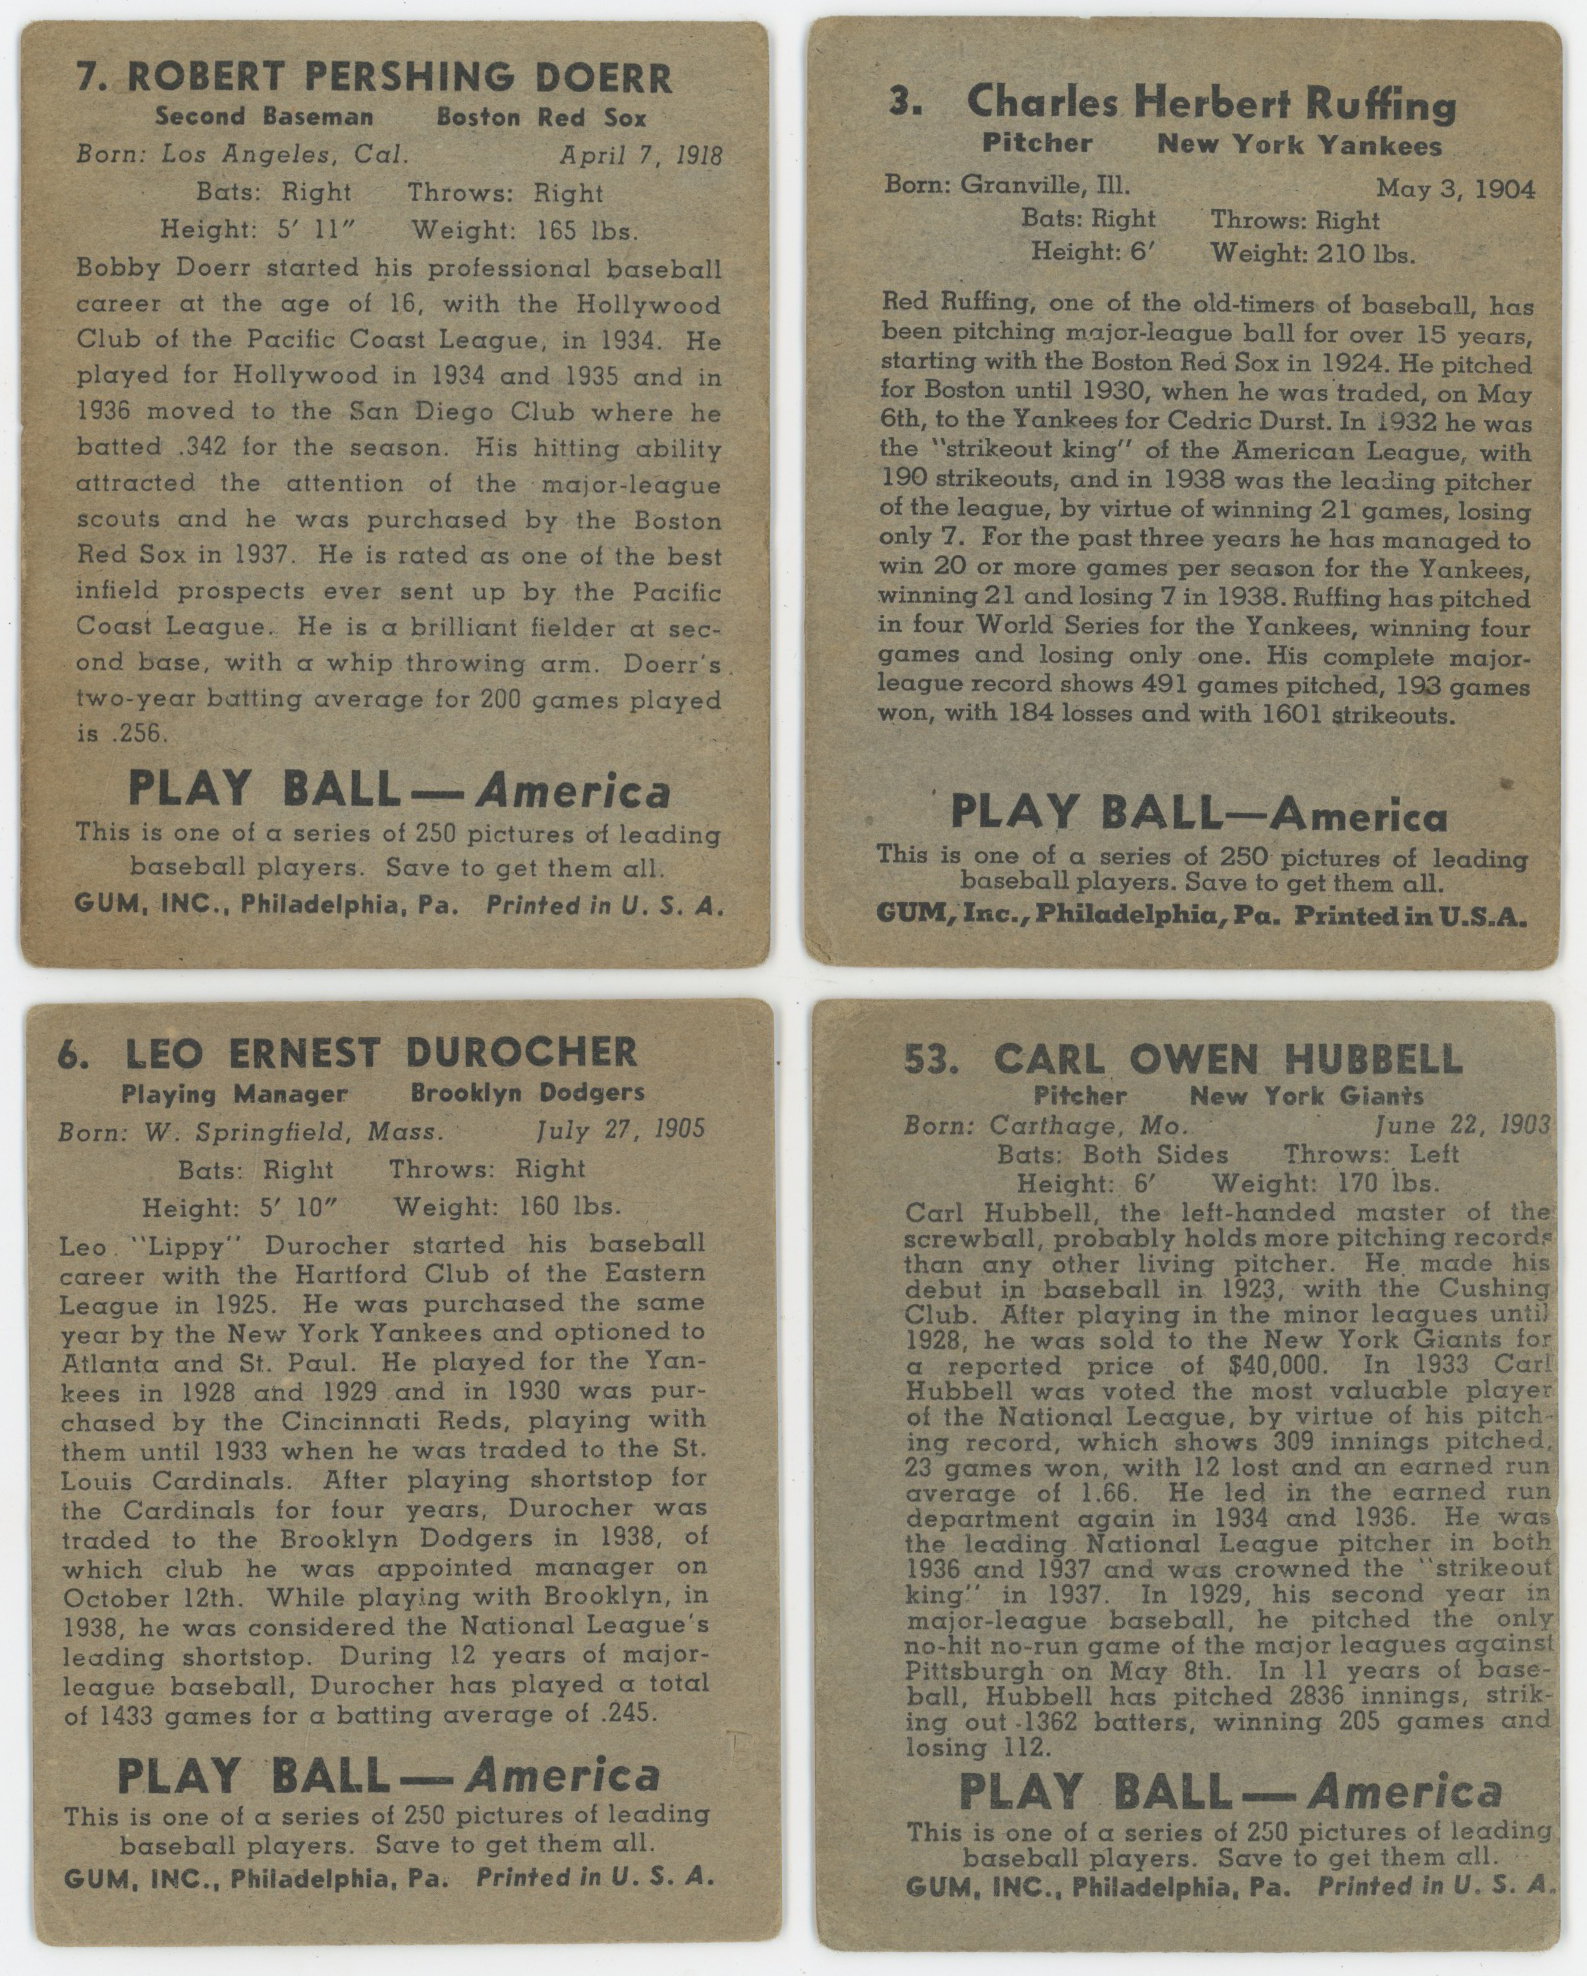 7. ROBERT PERSHING DOERR
Second Baseman Boston Red Sox
Born: Los Angeles, Cal. April 7, 1918
Bats: Right Throws: Right
Height: 5′ 11″ Weight: 165 lbs.
Bobby Doerr started his professional baseball
career at the age of 16, with the Hollywood
Club of the Pacific Coast League, in 1934. He
played for Hollywood in 1934 and 1935 and in
1936 moved to the San Diego Club where he
batted .342 for the season. His hitting ability
attracted the attention of the major-league
scouts and he was purchased by the Boston
Red Sox in 1937. He is rated as one of the best
infield prospects ever sent up by the Pacific
Coast League. He is a brilliant fielder at sec-
ond base, with a whip throwing arm. Doerr's
two-year batting average for 200 games played
is .256.
PLAY BALL — America
This is one of a series of 250 pictures of leading
baseball players. Save to get them all.
GUM, INC., Philadelphia, Pa. Printed in U. S. A.
3. Charles Herbert Ruffing
Pitcher New York Yankees
Born: Granville, Ill. May 3, 1904
Bats: Right Throws: Right
Height: 6′ Weight: 210 lbs.
Red Ruffing, one of the old-timers of baseball, has
been pitching major-league ball for over 15 years,
starting with the Boston Red Sox in 1924. He pitched
for Boston until 1930, when he was traded, on May
6th, to the Yankees for Cedric Durst. In 1932 he was
the "strikeout king" of the American League, with
190 strikeouts, and in 1938 was the leading pitcher
of the league, by virtue of winning 21 games, losing
only 7. For the past three years he has managed to
win 20 or more games per season for the Yankees,
winning 21 and losing 7 in 1938. Ruffing has pitched
in four World Series for the Yankees, winning four
games and losing only one. His complete major-
league record shows 491 games pitched, 193 games
won, with 184 losses and with 1601 strikeouts.
PLAY BALL—America
This is one of a series of 250 pictures of leading
baseball players. Save to get them all.
GUM, Inc., Philadelphia, Pa. Printed in U.S.A.
6. LEO ERNEST DUROCHER
Playing Manager Brooklyn Dodgers
Born: W. Springfield, Mass. July 27, 1905
Bats: Right Throws: Right
Height: 5′ 10″ Weight: 160 lbs.
Leo "Lippy" Durocher started his baseball
career with the Hartford Club of the Eastern
League in 1925. He was purchased the same
year by the New York Yankees and optioned to
Atlanta and St. Paul. He played for the Yan-
kees in 1928 and 1929 and in 1930 was pur-
chased by the Cincinnati Reds, playing with
them until 1933 when he was traded to the St.
Louis Cardinals. After playing shortstop for
the Cardinals for four years, Durocher was
traded to the Brooklyn Dodgers in 1938, of
which club he was appointed manager on
October 12th. While playing with Brooklyn, in
1938, he was considered the National League's
leading shortstop. During 12 years of major-
league baseball, Durocher has played a total
of 1433 games for a batting average of .245.
PLAY BALL — America
This is one of a series of 250 pictures of leading
baseball players. Save to get them all.
GUM, INC., Philadelphia, Pa. Printed in U. S. A.
53. CARL OWEN HUBBELL
Pitcher New York Giants
Born: Carthage, Mo. June 22, 1903
Bats: Both Sides Throws: Left
Height: 6′ Weight: 170 lbs.
Carl Hubbell, the left-handed master of the
screwball, probably holds more pitching records
than any other living pitcher. He made his
debut in baseball in 1923, with the Cushing
Club. After playing in the minor leagues until
1928, he was sold to the New York Giants for
a reported price of $40,000. In 1933 Carl
Hubbell was voted the most valuable player
of the National League, by virtue of his pitch-
ing record, which shows 309 innings pitched,
23 games won, with 12 lost and an earned run
average of 1.66. He led in the earned run
department again in 1934 and 1936. He was
the leading National League pitcher in both
1936 and 1937 and was crowned the "strikeout
king" in 1937. In 1929, his second year in
major-league baseball, he pitched the only
no-hit no-run game of the major leagues against
Pittsburgh on May 8th. In 11 years of base-
ball, Hubbell has pitched 2836 innings, strik-
ing out 1362 batters, winning 205 games and
losing 112.
PLAY BALL — America
This is one of a series of 250 pictures of leading
baseball players. Save to get them all.
GUM, INC., Philadelphia, Pa. Printed in U. S. A.